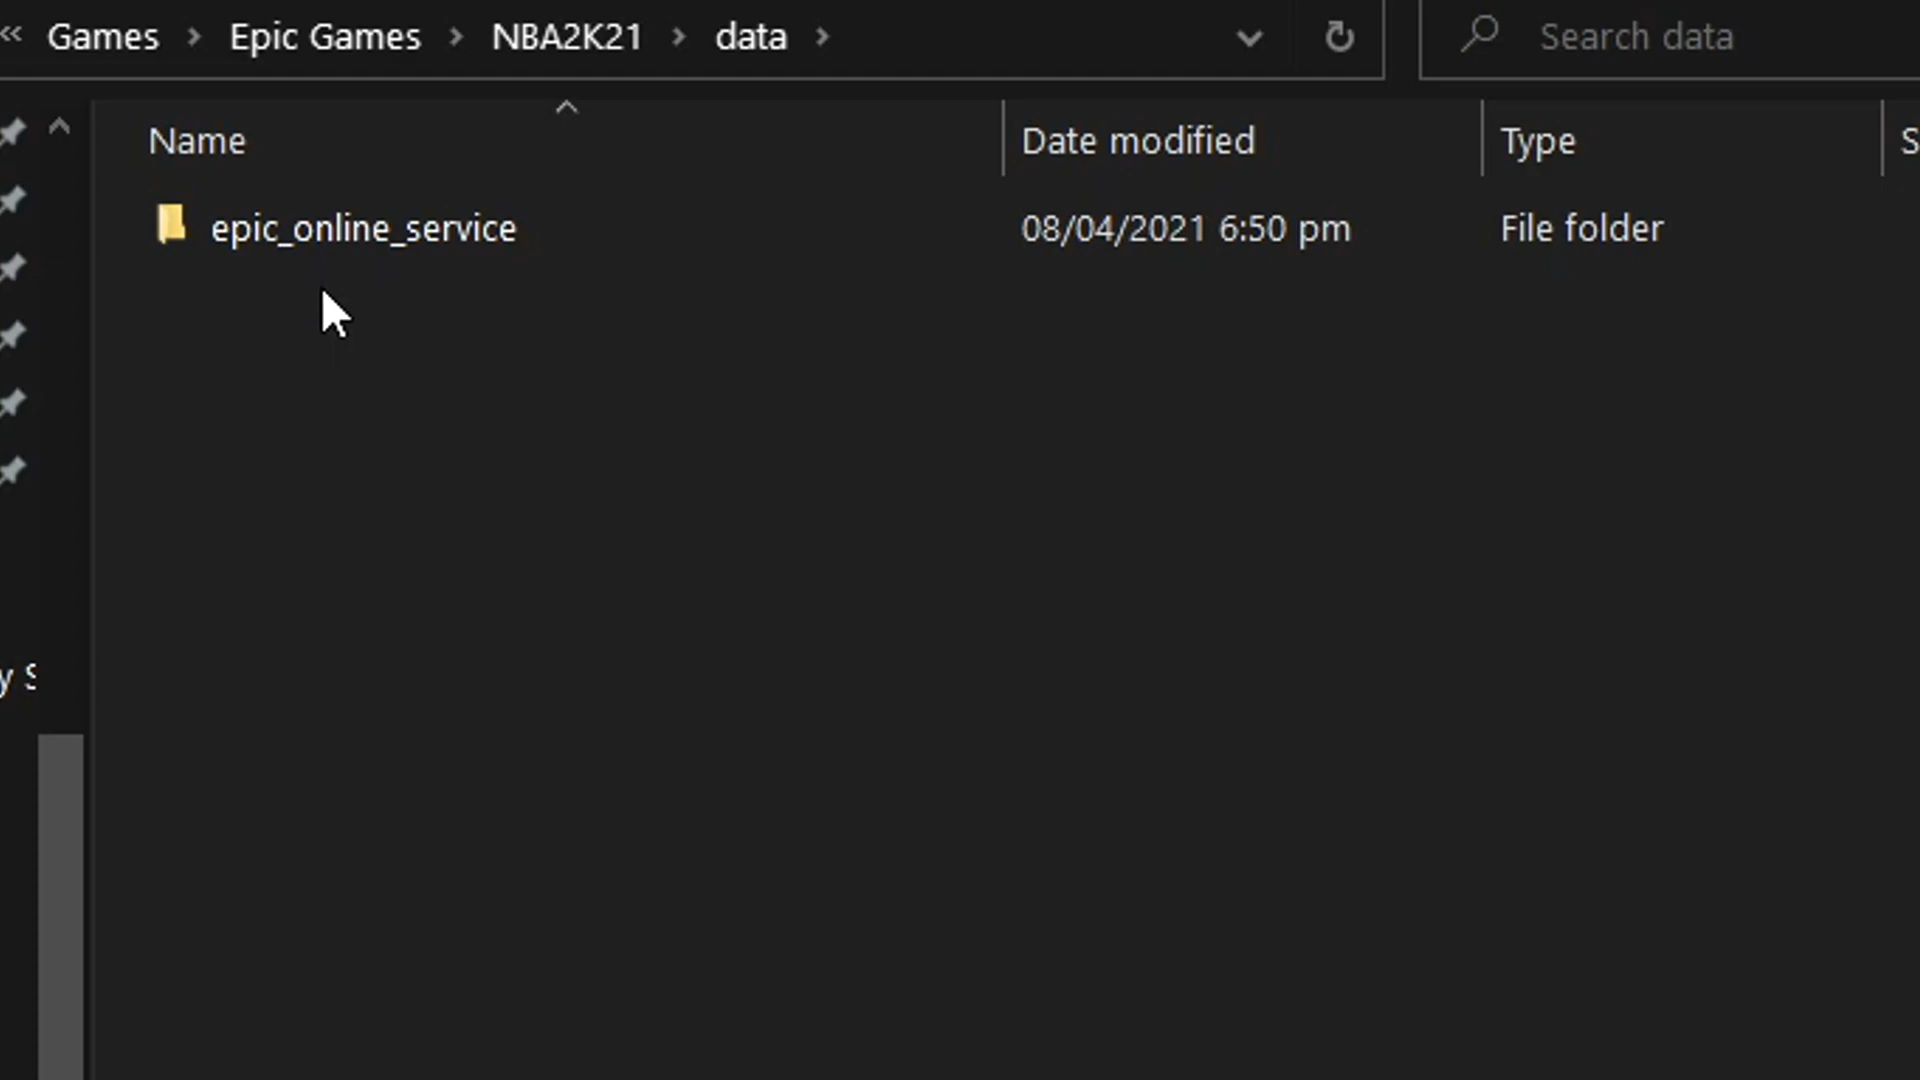 « Games > Epic Games > NBA2K21 > data >
Search data
Name
Date modified
Type
S
epic_online_service
08/04/2021 6:50 pm
File folder
y S